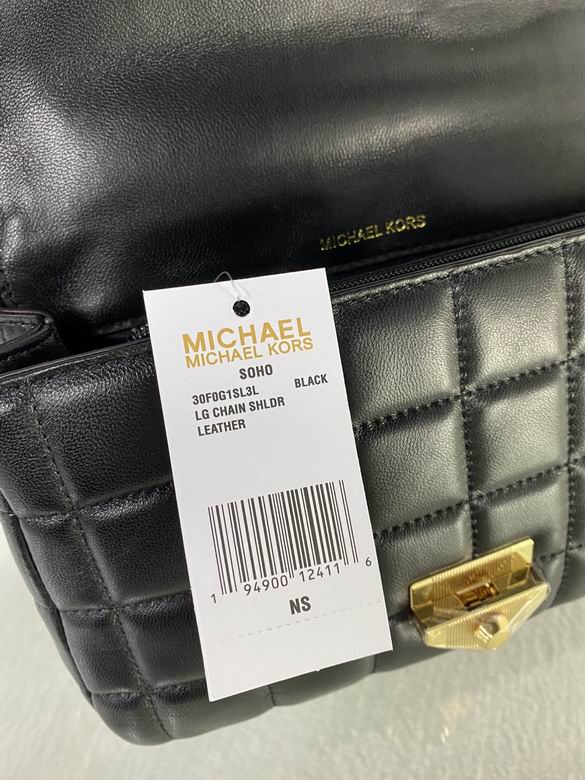 MICHAEL KORS
MICHAEL
MICHAEL KORS
SOHO
30F0G1SL3L BLACK
LG CHAIN SHLDR
LEATHER
1 94900 12411 6
NS